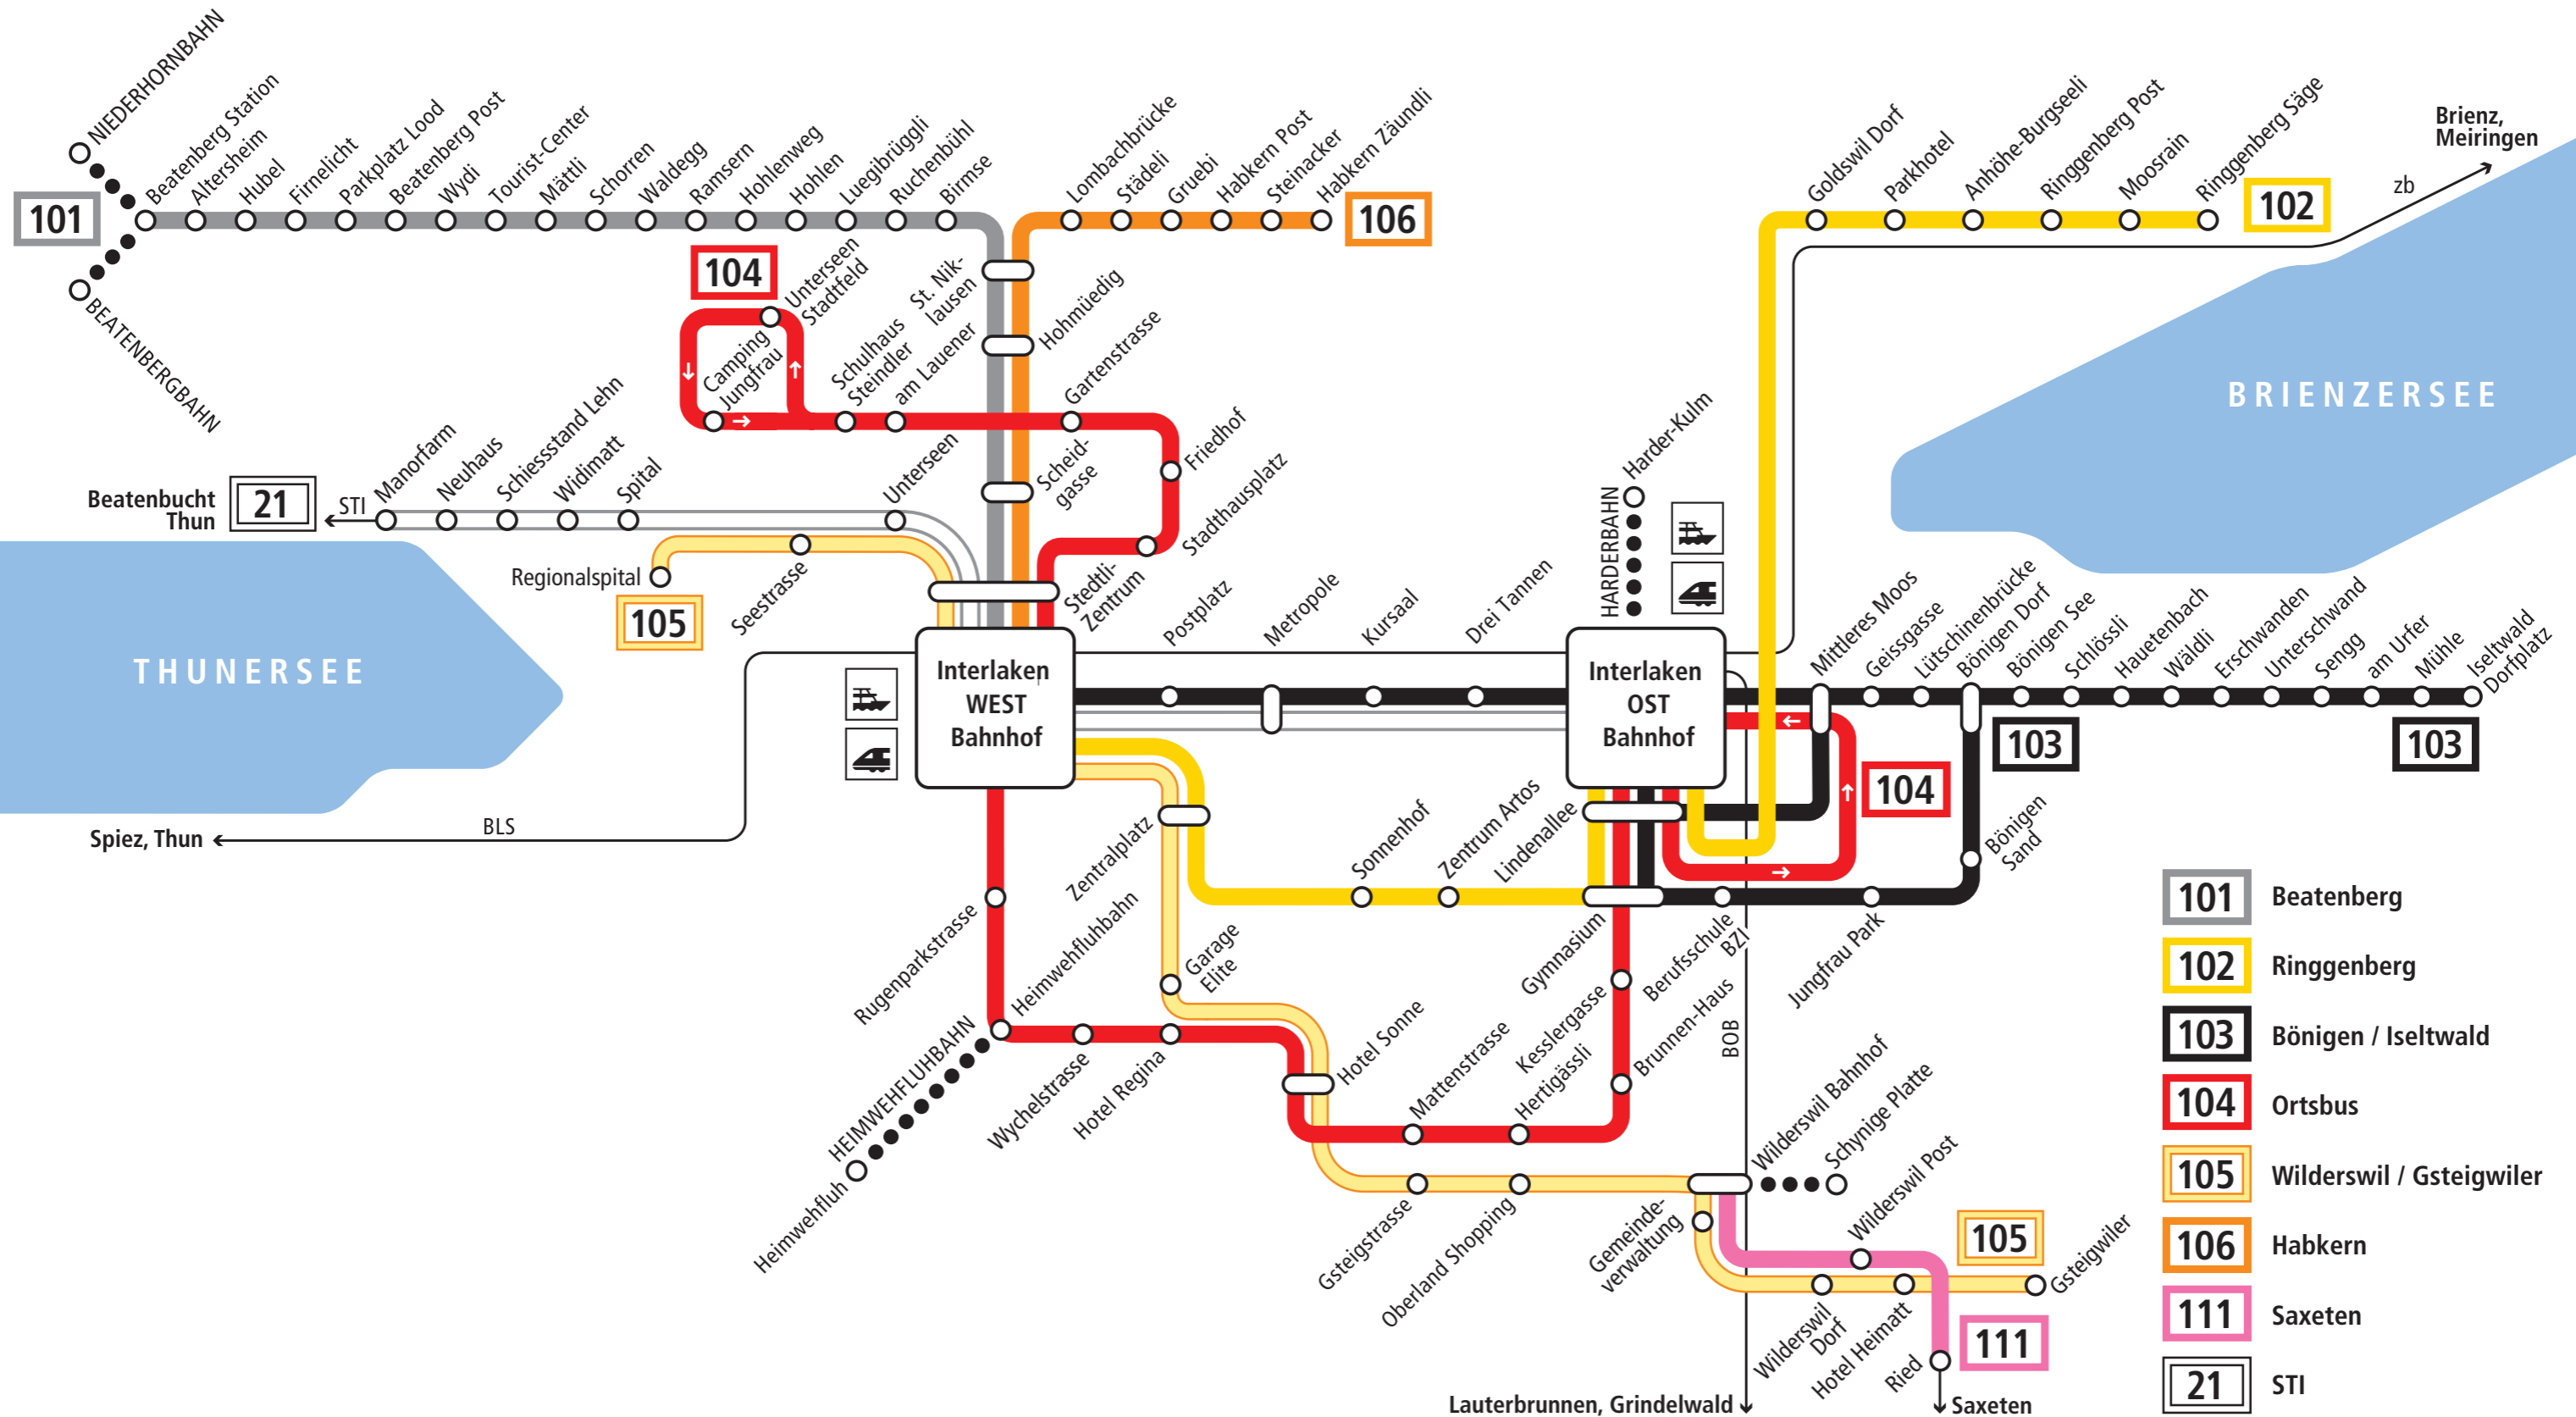 NIEDERHORNBAHN
101
BEATENBERGBAHN
Beatenberg Station
Altersheim
Hubel
Firnelicht
Parkplatz Lood
Beatenberg Post
Wydi
Tourist-Center
Mättli
Schorren
Waldegg
Ramsern
Hohlenweg
Hohlen
Luegibrüggli
Ruchenbühl
Birmse
Lombachbrücke
Städeli
Gruebi
Habkern Post
Steinacker
Habkern Zäundli
106
Goldswil Dorf
Parkhotel
Anhöhe-Burgseeli
Ringgenberg Post
Moosrain
Ringgenberg Säge
102
Brienz,
Meiringen
zb
104
Unterseen
Stadtfeld
Camping
Jungfrau
Schulhaus
Steindler
am Lauener
St. Nik-
lausen
Hohmüedig
Gartenstrasse
Friedhof
Scheid-
gasse
Stadthausplatz
Stedtli-
Zentrum
BRIENZERSEE
Beatenbucht
Thun
21
STI
Manorfarm
Neuhaus
Schiessstand Lehn
Widimatt
Spital
Unterseen
Regionalspital
105
Seestrasse
THUNERSEE
Interlaken
WEST
Bahnhof
Postplatz
Metropole
Kursaal
Drei Tannen
Harder-Kulm
HARDERBAHN
Interlaken
OST
Bahnhof
Mittleres Moos
Geissgasse
Lütschinenbrücke
Bönigen Dorf
Bönigen See
Schlössli
Hauetenbach
Wäldli
Erschwanden
Unterschwand
Sengg
am Urfer
Mühle
Iseltwald
Dorfplatz
103
103
104
Bönigen
Sand
Spiez, Thun
BLS
Zentralplatz
Sonnenhof
Zentrum Artos
Lindenallee
Gymnasium
Berufsschule
BZI
Jungfrau Park
Rugenparkstrasse
Heimwehfluhbahn
HEIMWEHFLUHBAHN
Heimwehfluh
Wychelstrasse
Hotel Regina
Garage
Elite
Hotel Sonne
Mattenstrasse
Hertigässli
Kesslergasse
Brunnen-Haus
BOB
Gsteigstrasse
Oberland Shopping
Gemeinde-
verwaltung
Wilderswil Bahnhof
Schynige Platte
Wilderswil Post
Wilderswil
Dorf
Hotel Heimatt
Gsteigwiler
105
Ried
111
Saxeten
Lauterbrunnen, Grindelwald
101 Beatenberg
102 Ringgenberg
103 Bönigen / Iseltwald
104 Ortsbus
105 Wilderswil / Gsteigwiler
106 Habkern
111 Saxeten
21 STI